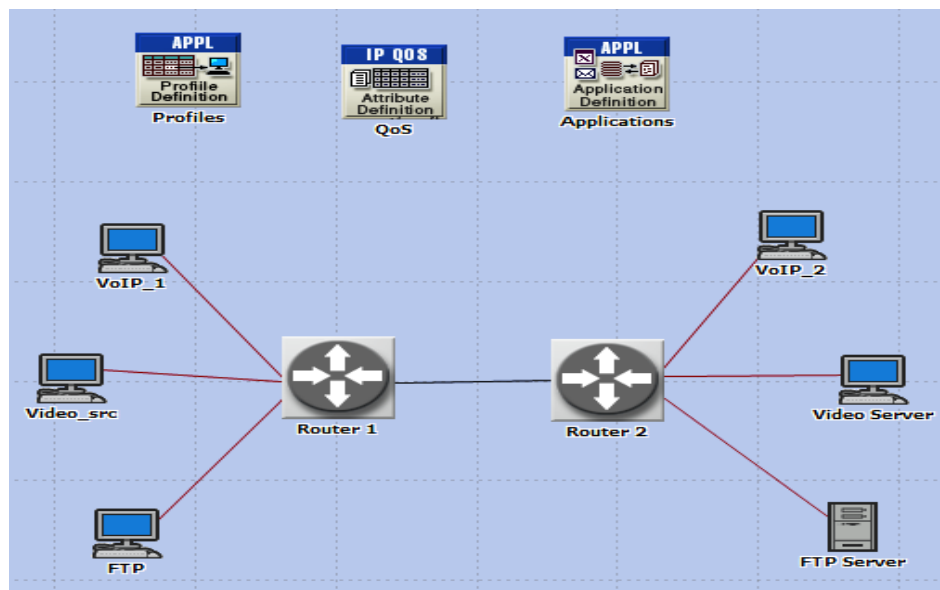 APPL
Profiile
Definition
Profiles
IP QOS
Attribute
Definition
QoS
APPL
Application
Definition
Applications
VoIP_1
VoIP_2
Video_src
Video Server
Router 1
Router 2
FTP
FTP Server